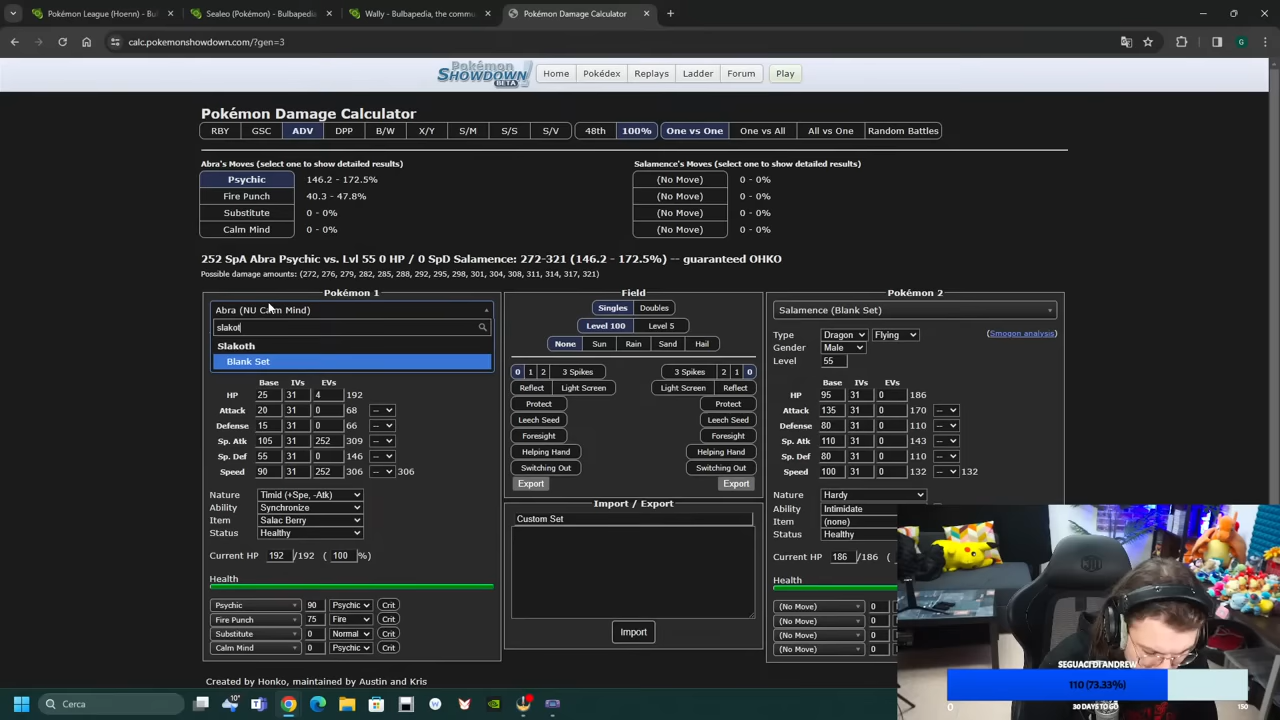 Pokémon League (Hoenn) - Bul
Sealeo (Pokémon) - Bulbapedia,
Wally - Bulbapedia, the commu
Pokémon Damage Calculator
calc.pokemonshowdown.com/?gen=3
G
Pokémon SHOWDOWN! BETA
Home Pokédex Replays Ladder Forum Play
Pokémon Damage Calculator
RBY GSC ADV DPP B/W X/Y S/M S/S S/V 48th 100% One vs One One vs All All vs One Random Battles
Abra's Moves (select one to show detailed results)
Psychic 146.2 - 172.5%
Fire Punch 40.3 - 47.8%
Substitute 0 - 0%
Calm Mind 0 - 0%
Salamence's Moves (select one to show detailed results)
(No Move) 0 - 0%
(No Move) 0 - 0%
(No Move) 0 - 0%
(No Move) 0 - 0%
252 SpA Abra Psychic vs. Lvl 55 0 HP / 0 SpD Salamence: 272-321 (146.2 - 172.5%) -- guaranteed OHKO
Possible damage amounts: (272, 276, 279, 282, 285, 288, 292, 295, 298, 301, 304, 308, 311, 314, 317, 321)
Pokémon 1
Abra (NU Calm Mind)
slakot
Slakoth
Blank Set
Base IVs EVs
HP 25 31 4 192
Attack 20 31 0 68 --
Defense 15 31 0 66 --
Sp. Atk 105 31 252 309 --
Sp. Def 55 31 0 146 --
Speed 90 31 252 306 -- 306
Nature Timid (+Spe, -Atk)
Ability Synchronize
Item Salac Berry
Status Healthy
Current HP 192 /192 ( 100 %)
Health
Psychic 90 Psychic Crit
Fire Punch 75 Fire Crit
Substitute 0 Normal Crit
Calm Mind 0 Psychic Crit
Field
Singles Doubles
Level 100 Level 5
None Sun Rain Sand Hail
0 1 2 3 Spikes 3 Spikes 2 1 0
Reflect Light Screen Light Screen Reflect
Protect Protect
Leech Seed Leech Seed
Foresight Foresight
Helping Hand Helping Hand
Switching Out Switching Out
Export Export
Import / Export
Custom Set
Import
Pokémon 2
Salamence (Blank Set)
Type Dragon Flying (Smogon analysis)
Gender Male
Level 55
Base IVs EVs
HP 95 31 0 186
Attack 135 31 0 170 --
Defense 80 31 0 110 --
Sp. Atk 110 31 0 143 --
Sp. Def 80 31 0 110 --
Speed 100 31 0 132 -- 132
Nature Hardy
Ability Intimidate
Item (none)
Status Healthy
Current HP 186 /186 (
Health
(No Move) 0
(No Move) 0
(No Move) 0
(No Move) 0
Created by Honko, maintained by Austin and Kris
SEGUACI DI ANDREW
110 (73.33%)
0 30 DAYS TO GO 150
Cerca
10°